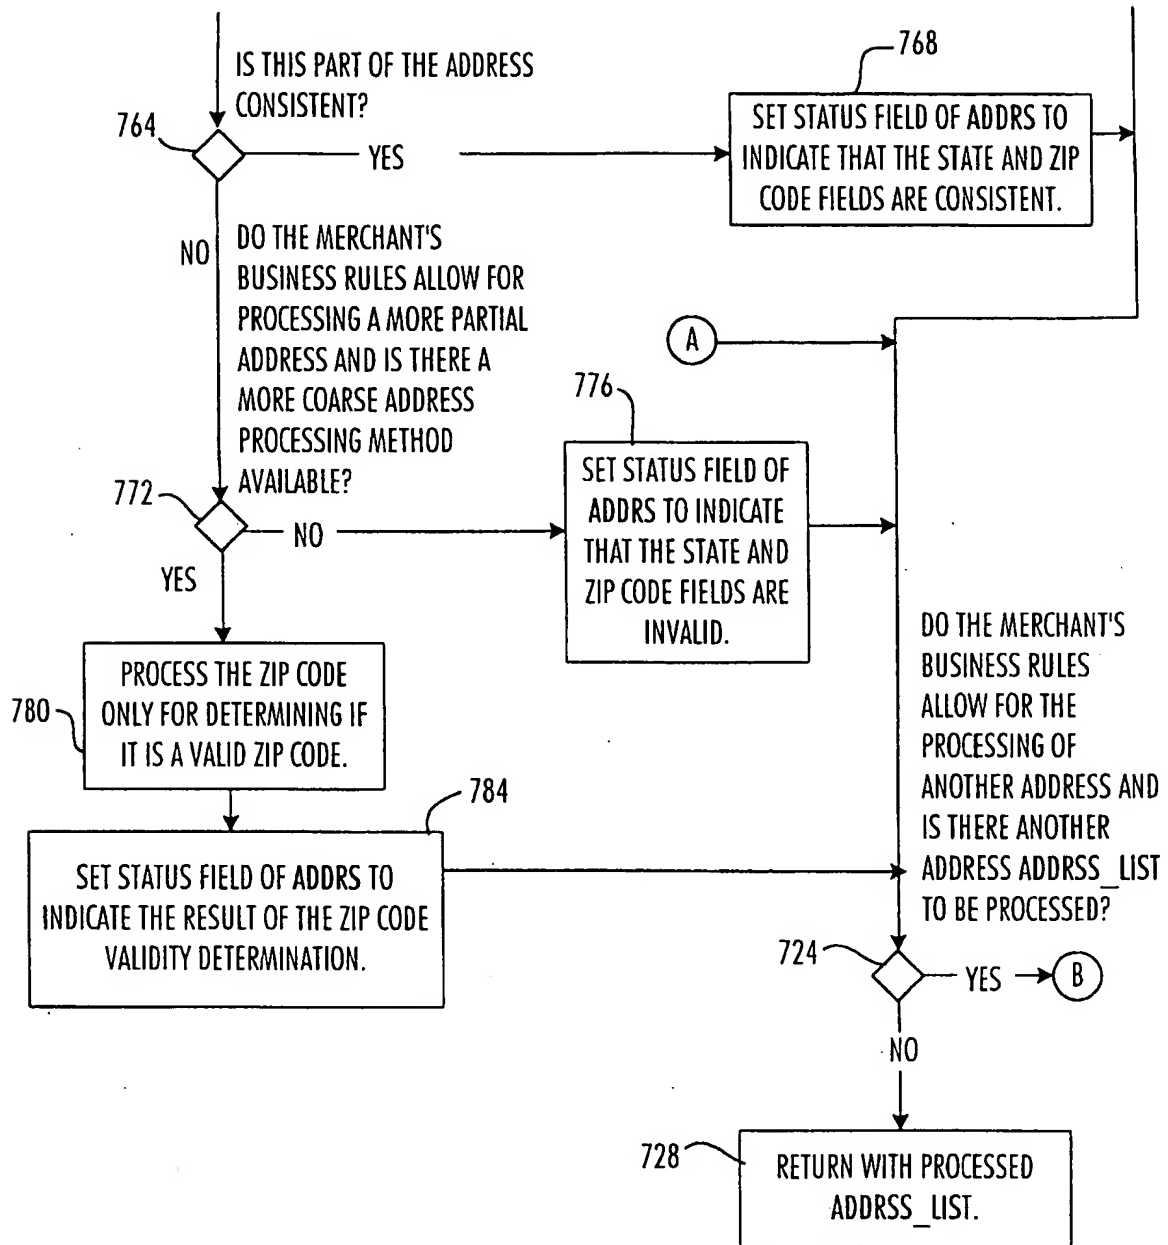 IS THIS PART OF THE ADDRESS
CONSISTENT?
764
YES
768
SET STATUS FIELD OF ADDRS TO
INDICATE THAT THE STATE AND ZIP
CODE FIELDS ARE CONSISTENT.
NO
DO THE MERCHANT'S
BUSINESS RULES ALLOW FOR
PROCESSING A MORE PARTIAL
ADDRESS AND IS THERE A
MORE COARSE ADDRESS
PROCESSING METHOD
AVAILABLE?
A
772
NO
776
SET STATUS FIELD OF
ADDRS TO INDICATE
THAT THE STATE AND
ZIP CODE FIELDS ARE
INVALID.
YES
780
PROCESS THE ZIP CODE
ONLY FOR DETERMINING IF
IT IS A VALID ZIP CODE.
784
SET STATUS FIELD OF ADDRS TO
INDICATE THE RESULT OF THE ZIP CODE
VALIDITY DETERMINATION.
DO THE MERCHANT'S
BUSINESS RULES
ALLOW FOR THE
PROCESSING OF
ANOTHER ADDRESS AND
IS THERE ANOTHER
ADDRESS ADDRSS_LIST
TO BE PROCESSED?
724
YES
B
NO
728
RETURN WITH PROCESSED
ADDRSS_LIST.